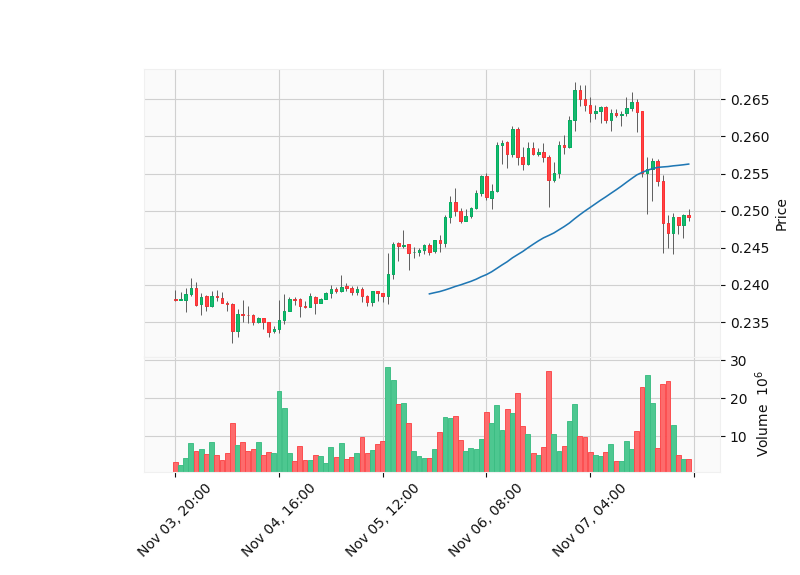 0.265
0.260
0.255
0.250
0.245
0.240
0.235
Price
30
20
10
Volume 10^6
Nov 03, 20:00
Nov 04, 16:00
Nov 05, 12:00
Nov 06, 08:00
Nov 07, 04:00